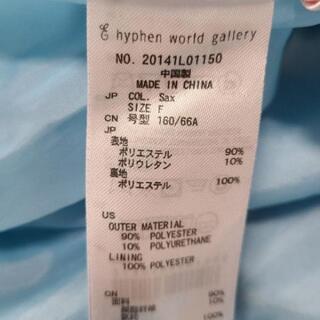 hyphen world gallery
NO. 20141L01150
中国製
MADE IN CHINA
JP COL. Sax
SIZE F
CN 号型 160/66A
JP
表地
ポリエステル 90%
ポリウレタン 10%
裏地
ポリエステル 100%
US
OUTER MATERIAL
90% POLYESTER
10% POLYURETHANE
LINING
100% POLYESTER
CN 90%
面料 10%
100%